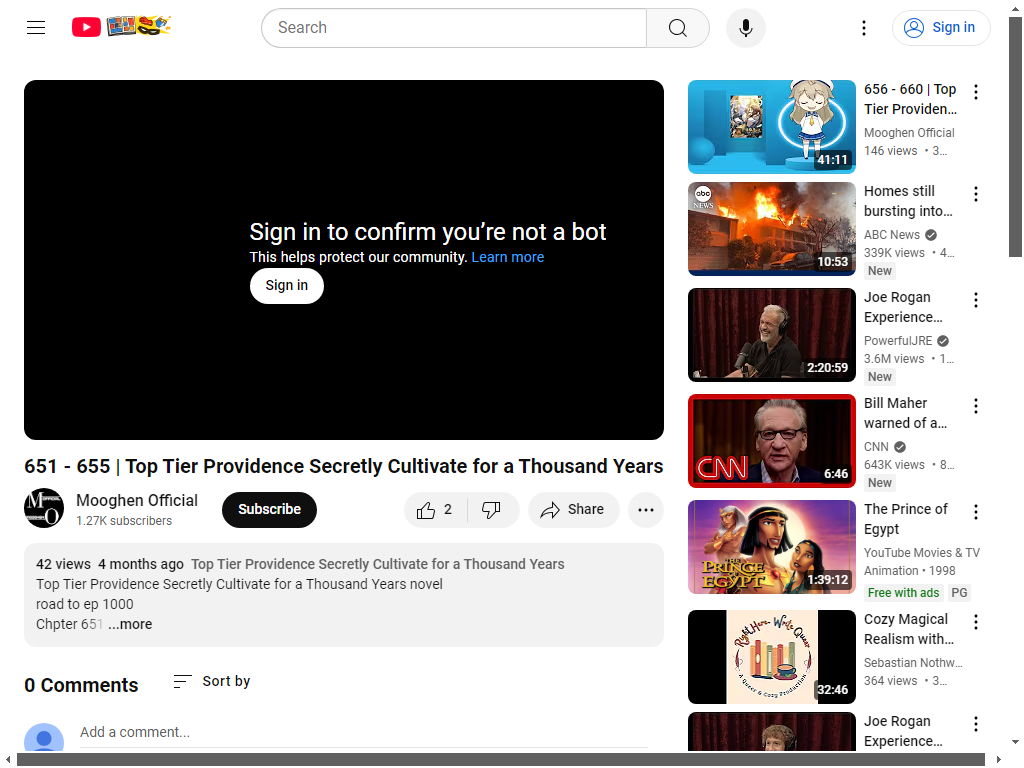 Search
Sign in
Sign in to confirm you’re not a bot
This helps protect our community. Learn more
Sign in
651 - 655 | Top Tier Providence Secretly Cultivate for a Thousand Years
Mooghen Official
1.27K subscribers
Subscribe
2
Share
42 views 4 months ago Top Tier Providence Secretly Cultivate for a Thousand Years
Top Tier Providence Secretly Cultivate for a Thousand Years novel
road to ep 1000
Chpter 651 ...more
0 Comments
Sort by
Add a comment...
41:11
656 - 660 | Top
Tier Providen...
Mooghen Official
146 views • 3...
abc
NEWS
10:53
Homes still
bursting into...
ABC News
339K views • 4...
New
2:20:59
Joe Rogan
Experience...
PowerfulJRE
3.6M views • 1...
New
CNN
6:46
Bill Maher
warned of a...
CNN
643K views • 8...
New
THE
PRINCE
OF
EGYPT
1:39:12
The Prince of
Egypt
YouTube Movies & TV
Animation • 1998
Free with ads PG
Right Here, Write Queer
A Queer & Cozy Production
32:46
Cozy Magical
Realism with...
Sebastian Nothw...
364 views • 3...
Joe Rogan
Experience...